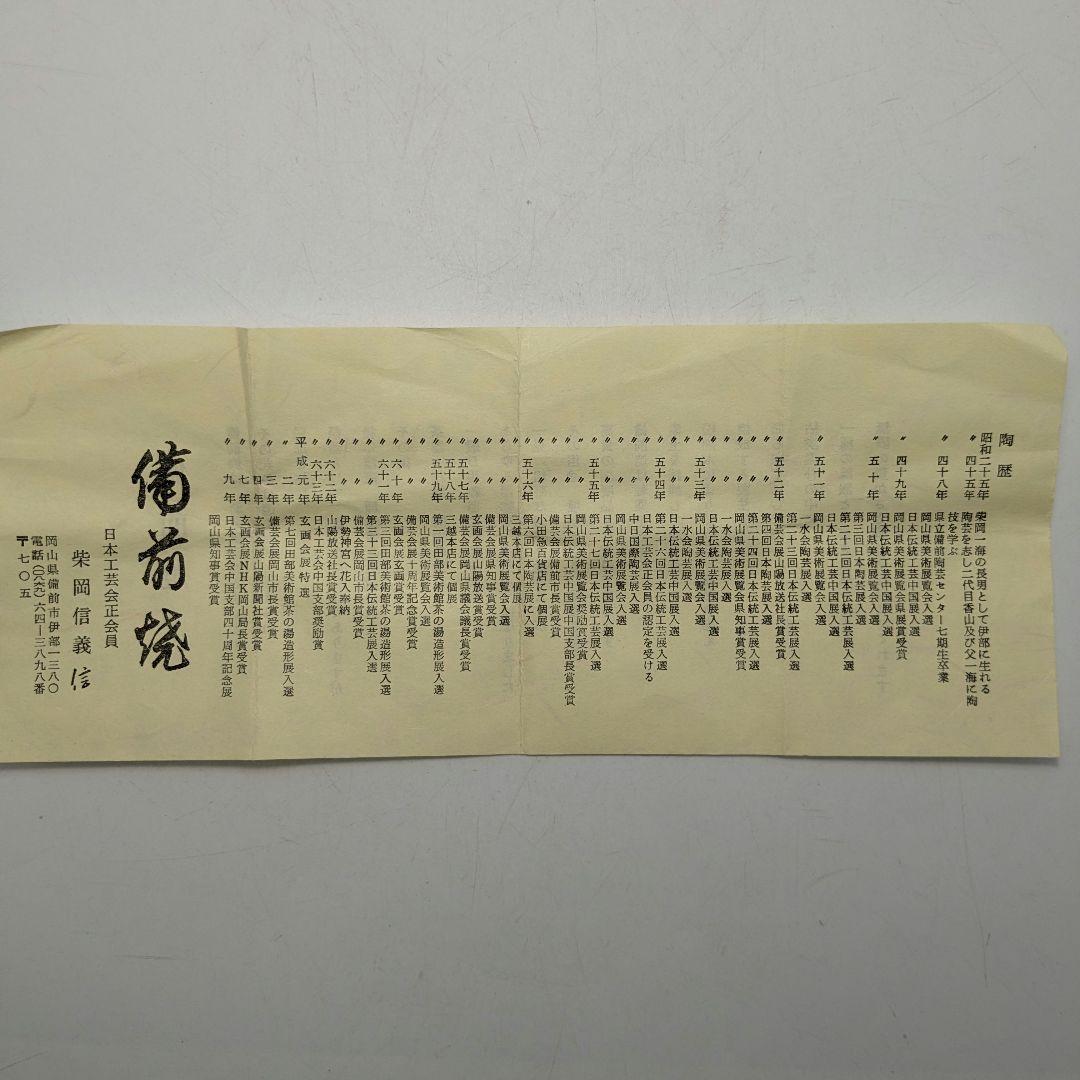 陶歴
昭和二十五年 柴岡一海の長男として伊部に生れる
〃 四十五年 陶芸を志し二代目香山及び父一海に陶
技を学ぶ
〃 四十八年 県立備前陶芸センター七期生卒業
〃 岡山県美術展覧会入選
〃 日本伝統工芸中国展入選
〃 四十九年 岡山県美術展覧会県展賞受賞
〃 日本伝統工芸中国展入選
〃 五十年 岡山県美術展覧会入選
〃 第三回日本陶芸展入選
〃 第二十二回日本伝統工芸展入選
〃 日本伝統工芸中国展入選
〃 五十一年 岡山県美術展覧会入選
〃 一水会陶芸展入選
〃 第二十三回日本伝統工芸展入選
〃 五十二年 備芸会展山陽放送社長賞受賞
〃 第四回日本陶芸展入選
〃 第二十四回日本伝統工芸展入選
〃 岡山県美術展覧会県知事賞受賞
〃 一水会陶芸展入選
〃 日本伝統工芸中国展入選
〃 五十三年 岡山県美術展覧会入選
〃 一水会陶芸展入選
〃 日本伝統工芸中国展入選
〃 五十四年 第二十六回日本伝統工芸展入選
〃 日本工芸会正会員の認定を受ける
〃 中日国際陶芸展入選
〃 岡山県美術展覧会入選
〃 日本伝統工芸中国展入選
〃 五十五年 第二十七回日本伝統工芸展入選
〃 岡山県美術展覧会奨励賞受賞
〃 日本伝統工芸中国展中国支部長賞受賞
〃 備芸会展備前市長賞受賞
〃 小田急百貨店にて個展
〃 五十六年 第六回日本陶芸展に入選
〃 三越本店にて個展
〃 岡山県美術展覧会入選
〃 備芸会展県知事賞受賞
〃 玄画会展山陽放送賞受賞
〃 五十七年 備芸会展岡山県議会議長賞受賞
〃 五十八年 三越本店にて個展
〃 五十九年 第一回田部美術館茶の湯造形展入選
〃 岡山県美術展覧会入選
〃 備芸会展十周年記念賞受賞
〃 六十年 玄画会展玄画賞受賞
〃 六十一年 第三回田部美術館茶の湯造形展入選
〃 第三十三回日本伝統工芸展入選
〃 備芸会展岡山市長賞受賞
〃 伊勢神宮へ花入奉納
〃 六十二年 山陽放送社長賞受賞
〃 六十三年 日本工芸会中国支部奨励賞
平成元年 玄画会展特選
〃 二年 第七回田部美術館茶の湯造形展入選
〃 三年 備芸会展岡山市長賞受賞
〃 四年 玄画会展山陽新聞社賞受賞
〃 七年 玄画会展NHK岡山局長賞受賞
〃 九年 日本工芸会中国支部四十周年記念展
岡山県知事賞受賞
備前焼
日本工芸会正会員
柴岡信義 信
岡山県備前市伊部一三八〇
電話(〇八六九)六四―三八九八番
〒七〇五